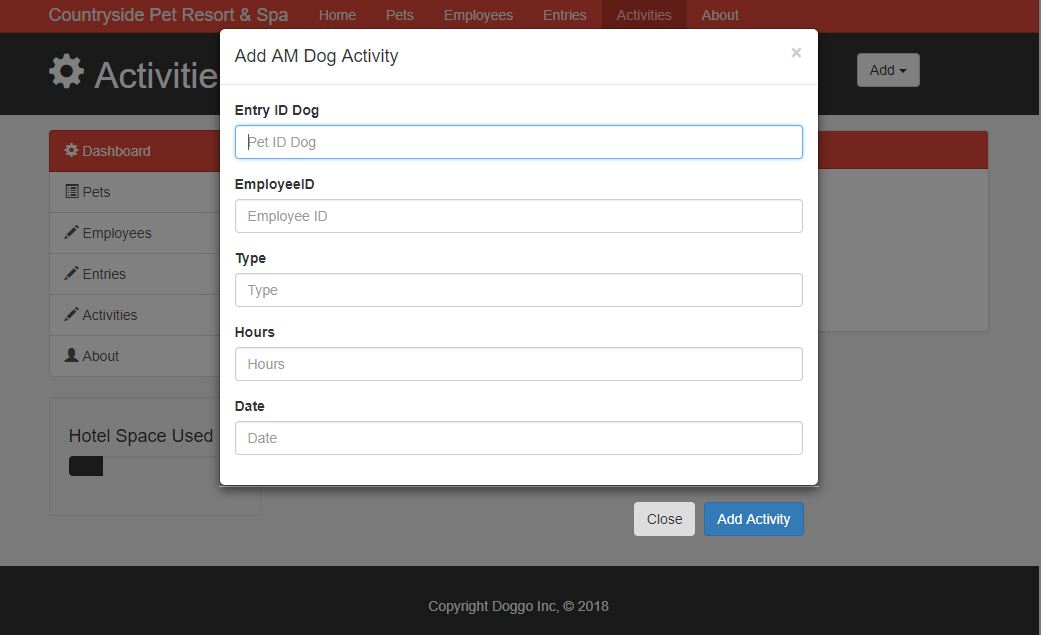 Countryside Pet Resort & Spa Home Pets Employees Entries Activities About
Add AM Dog Activity ×
Activitie
Add
Entry ID Dog
Pet ID Dog
EmployeeID
Employee ID
Type
Type
Hours
Hours
Date
Date
Dashboard
Pets
Employees
Entries
Activities
About
Hotel Space Used
Close Add Activity
Copyright Doggo Inc, © 2018